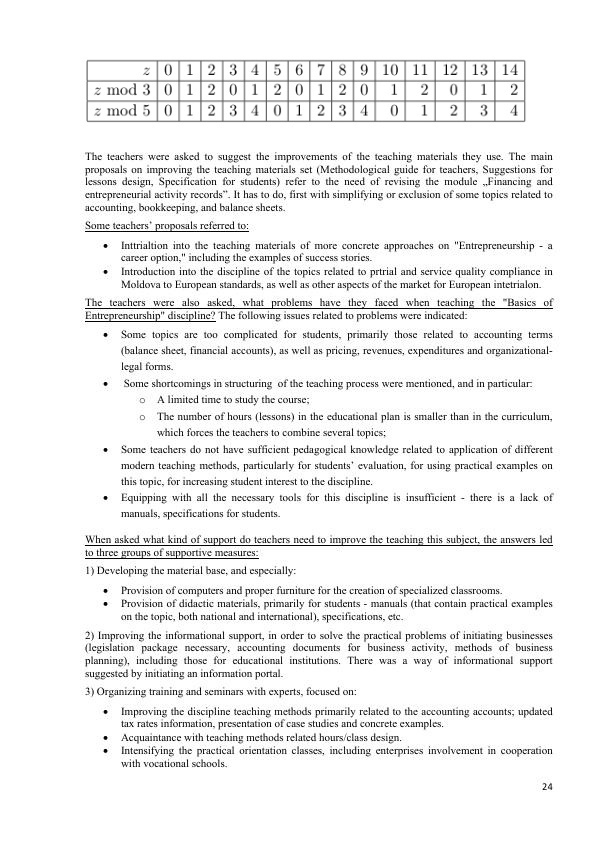 z 0 1 2 3 4 5 6 7 8 9 10 11 12 13 14
z mod 3 0 1 2 0 1 2 0 1 2 0 1 2 0 1 2
z mod 5 0 1 2 3 4 0 1 2 3 4 0 1 2 3 4
The teachers were asked to suggest the improvements of the teaching materials they use. The main
proposals on improving the teaching materials set (Methodological guide for teachers, Suggestions for
lessons design, Specification for students) refer to the need of revising the module „Financing and
entrepreneurial activity records”. It has to do, first with simplifying or exclusion of some topics related to
accounting, bookkeeping, and balance sheets.
Some teachers’ proposals referred to:
• Inttrialtion into the teaching materials of more concrete approaches on "Entrepreneurship - a
career option," including the examples of success stories.
• Introduction into the discipline of the topics related to prtrial and service quality compliance in
Moldova to European standards, as well as other aspects of the market for European intetrialon.
The teachers were also asked, what problems have they faced when teaching the "Basics of
Entrepreneurship" discipline? The following issues related to problems were indicated:
• Some topics are too complicated for students, primarily those related to accounting terms
(balance sheet, financial accounts), as well as pricing, revenues, expenditures and organizational-
legal forms.
• Some shortcomings in structuring of the teaching process were mentioned, and in particular:
o A limited time to study the course;
o The number of hours (lessons) in the educational plan is smaller than in the curriculum,
which forces the teachers to combine several topics;
• Some teachers do not have sufficient pedagogical knowledge related to application of different
modern teaching methods, particularly for students’ evaluation, for using practical examples on
this topic, for increasing student interest to the discipline.
• Equipping with all the necessary tools for this discipline is insufficient - there is a lack of
manuals, specifications for students.
When asked what kind of support do teachers need to improve the teaching this subject, the answers led
to three groups of supportive measures:
1) Developing the material base, and especially:
• Provision of computers and proper furniture for the creation of specialized classrooms.
• Provision of didactic materials, primarily for students - manuals (that contain practical examples
on the topic, both national and international), specifications, etc.
2) Improving the informational support, in order to solve the practical problems of initiating businesses
(legislation package necessary, accounting documents for business activity, methods of business
planning), including those for educational institutions. There was a way of informational support
suggested by initiating an information portal.
3) Organizing training and seminars with experts, focused on:
• Improving the discipline teaching methods primarily related to the accounting accounts; updated
tax rates information, presentation of case studies and concrete examples.
• Acquaintance with teaching methods related hours/class design.
• Intensifying the practical orientation classes, including enterprises involvement in cooperation
with vocational schools.
24